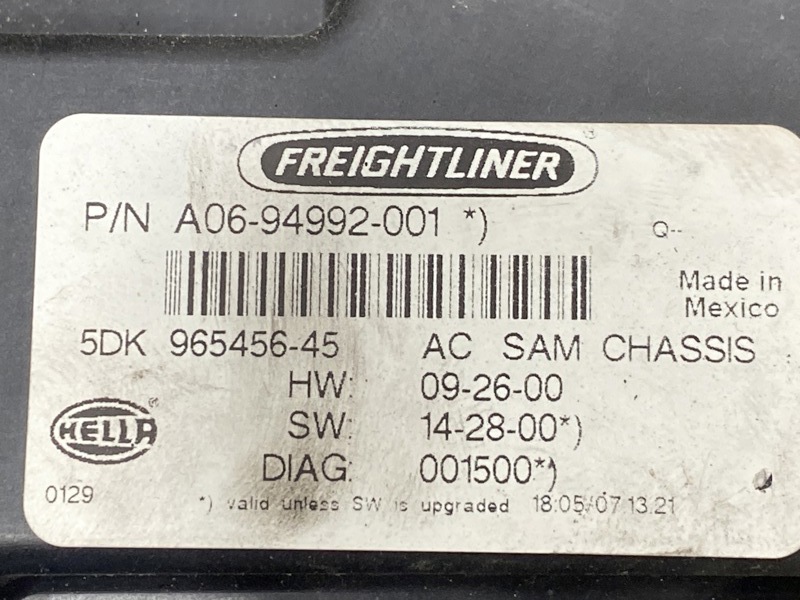 FREIGHTLINER ®
P/N A06-94992-001 *)
Q--
Made in
Mexico
5DK 965456-45 AC SAM CHASSIS
HW: 09-26-00
SW: 14-28-00*)
DIAG: 001500*)
HELLA ®
0129
*) valid unless SW is upgraded 18:05/07 13:21